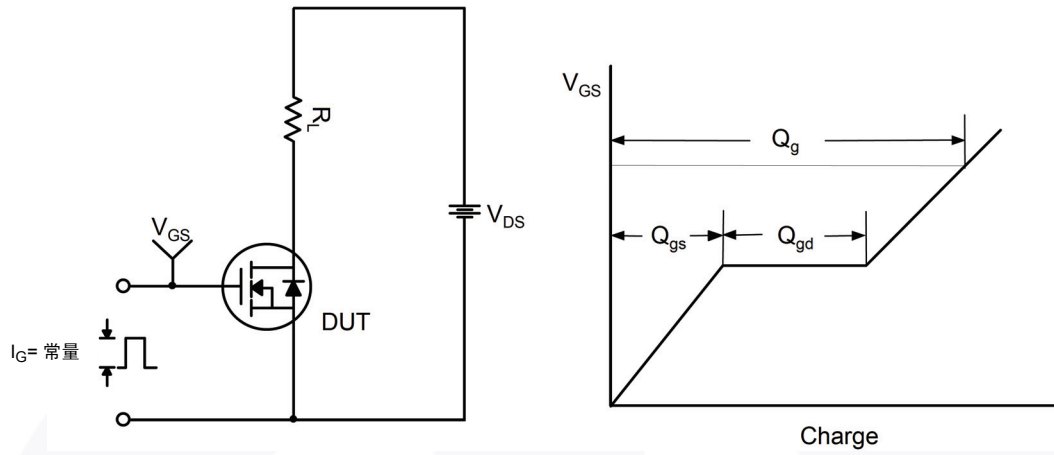 R_L
V_DS
V_GS
DUT
I_G= 常量
V_GS
Q_g
Q_gs
Q_gd
Charge